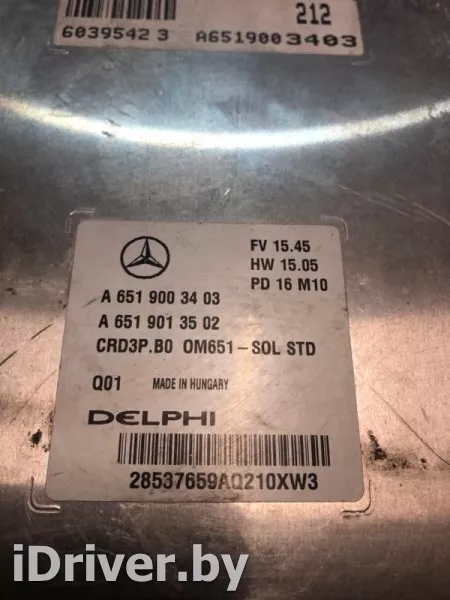 212
6039542 3 A6519003403
FV 15.45
HW 15.05
PD 16 M10
A 651 900 34 03
A 651 901 35 02
CRD3P.B0 OM651-SOL STD
Q01 MADE IN HUNGARY
DELPHI
28537659AQ210XW3
iDriver.by